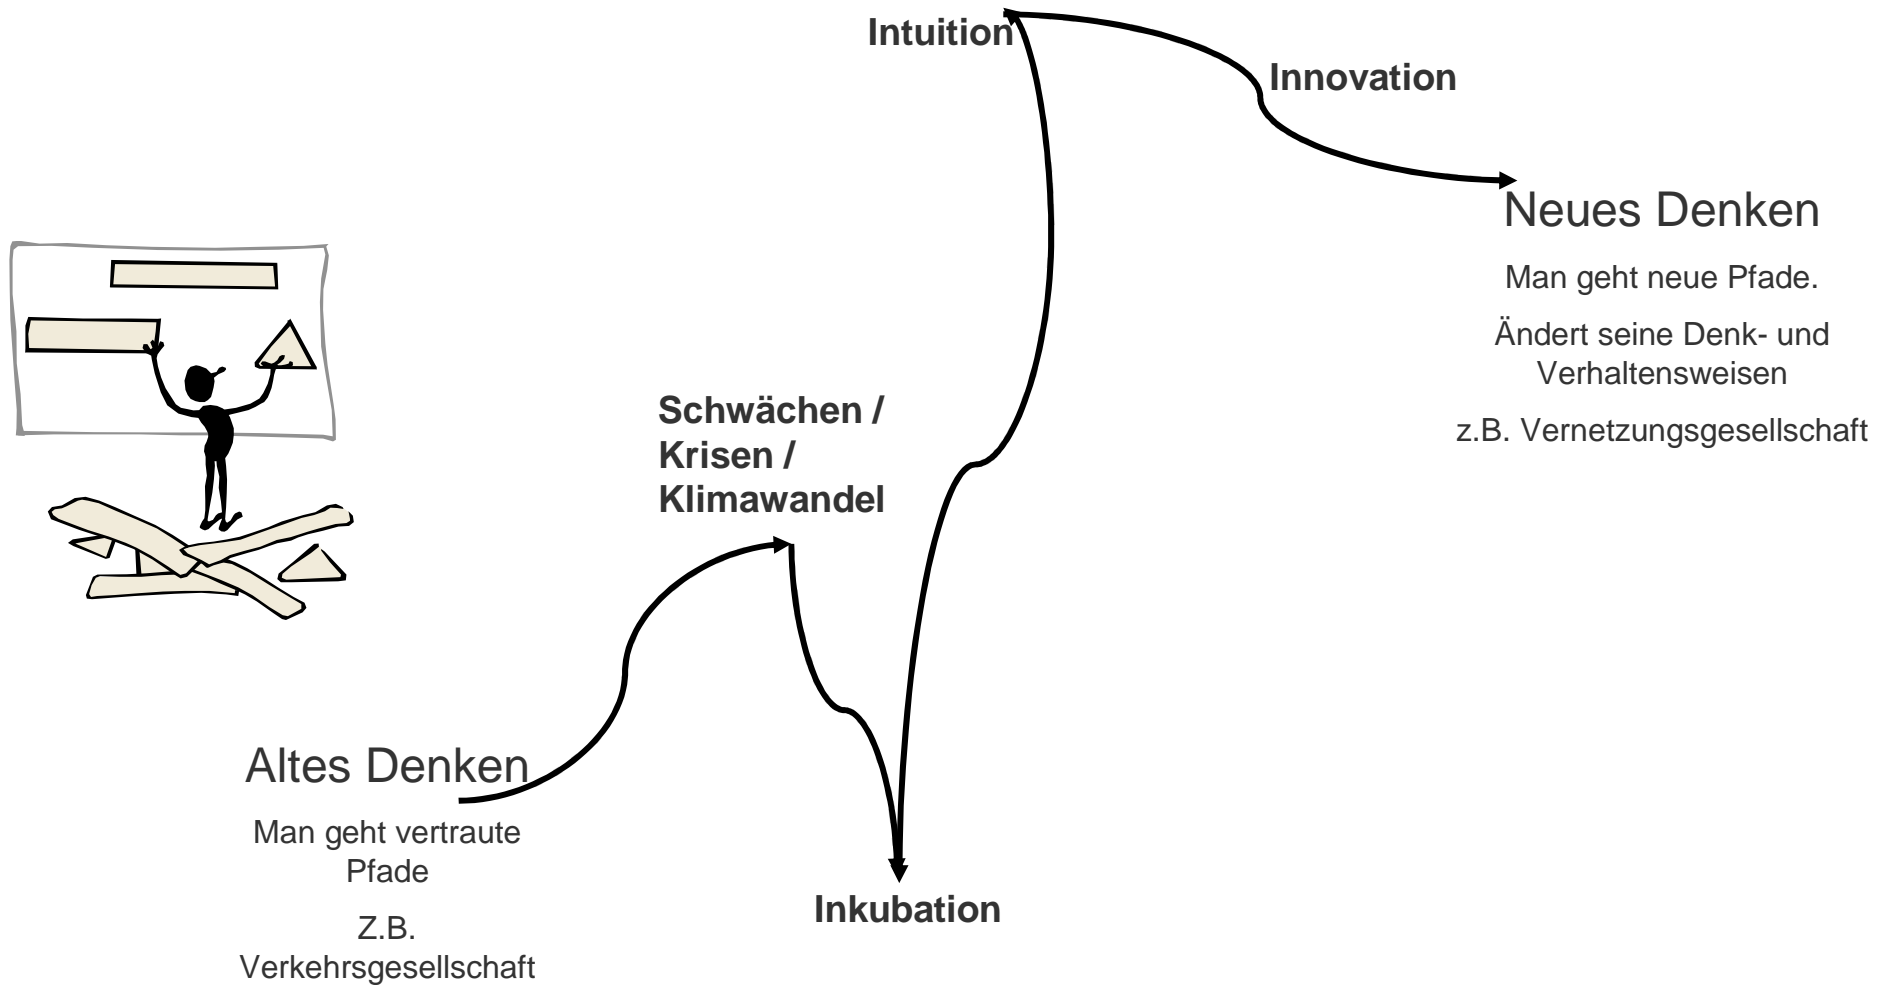 Intuition
Innovation
Neues Denken
Man geht neue Pfade.
Ändert seine Denk- und
Verhaltensweisen
z.B. Vernetzungsgesellschaft
Schwächen /
Krisen /
Klimawandel
Altes Denken
Man geht vertraute
Pfade
Z.B.
Verkehrsgesellschaft
Inkubation